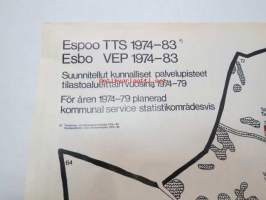 Espoo TTS 1974-83 *)
Esbo VEP 1974-83
Suunnitellut kunnalliset palvelupisteet
tilastoalueittain vuosina 1974-79
För åren 1974-79 planerad
kommunal service statistikområdesvis
64